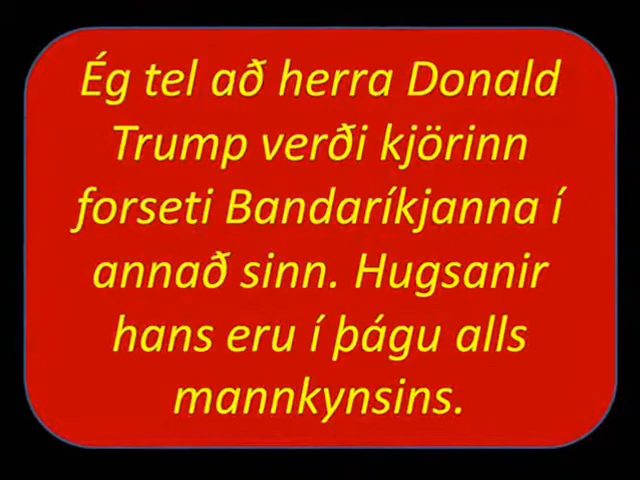 Ég tel að herra Donald
Trump verði kjörinn
forseti Bandaríkjanna í
annað sinn. Hugsanir
hans eru í þágu alls
mannkynsins.